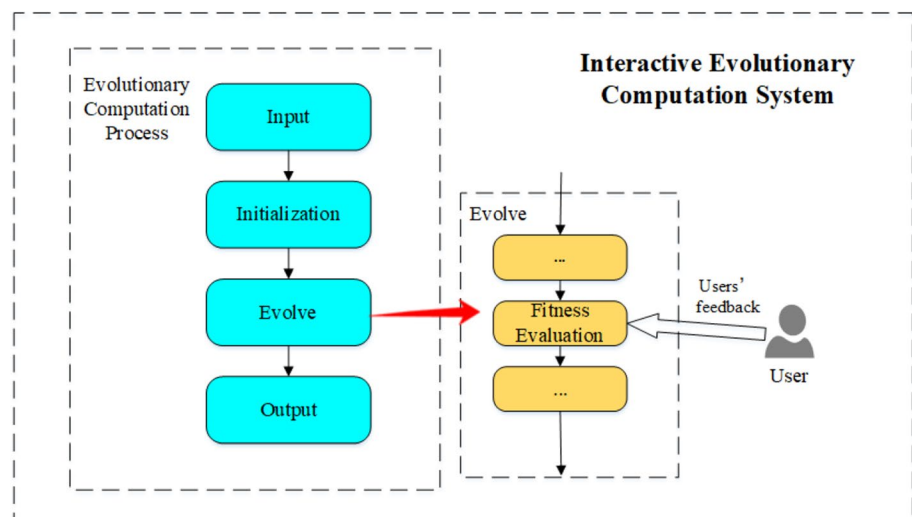 Interactive Evolutionary
Computation System
Evolutionary
Computation
Process
Input
Initialization
Evolve
Output
Evolve
...
Fitness
Evaluation
...
Users'
feedback
User